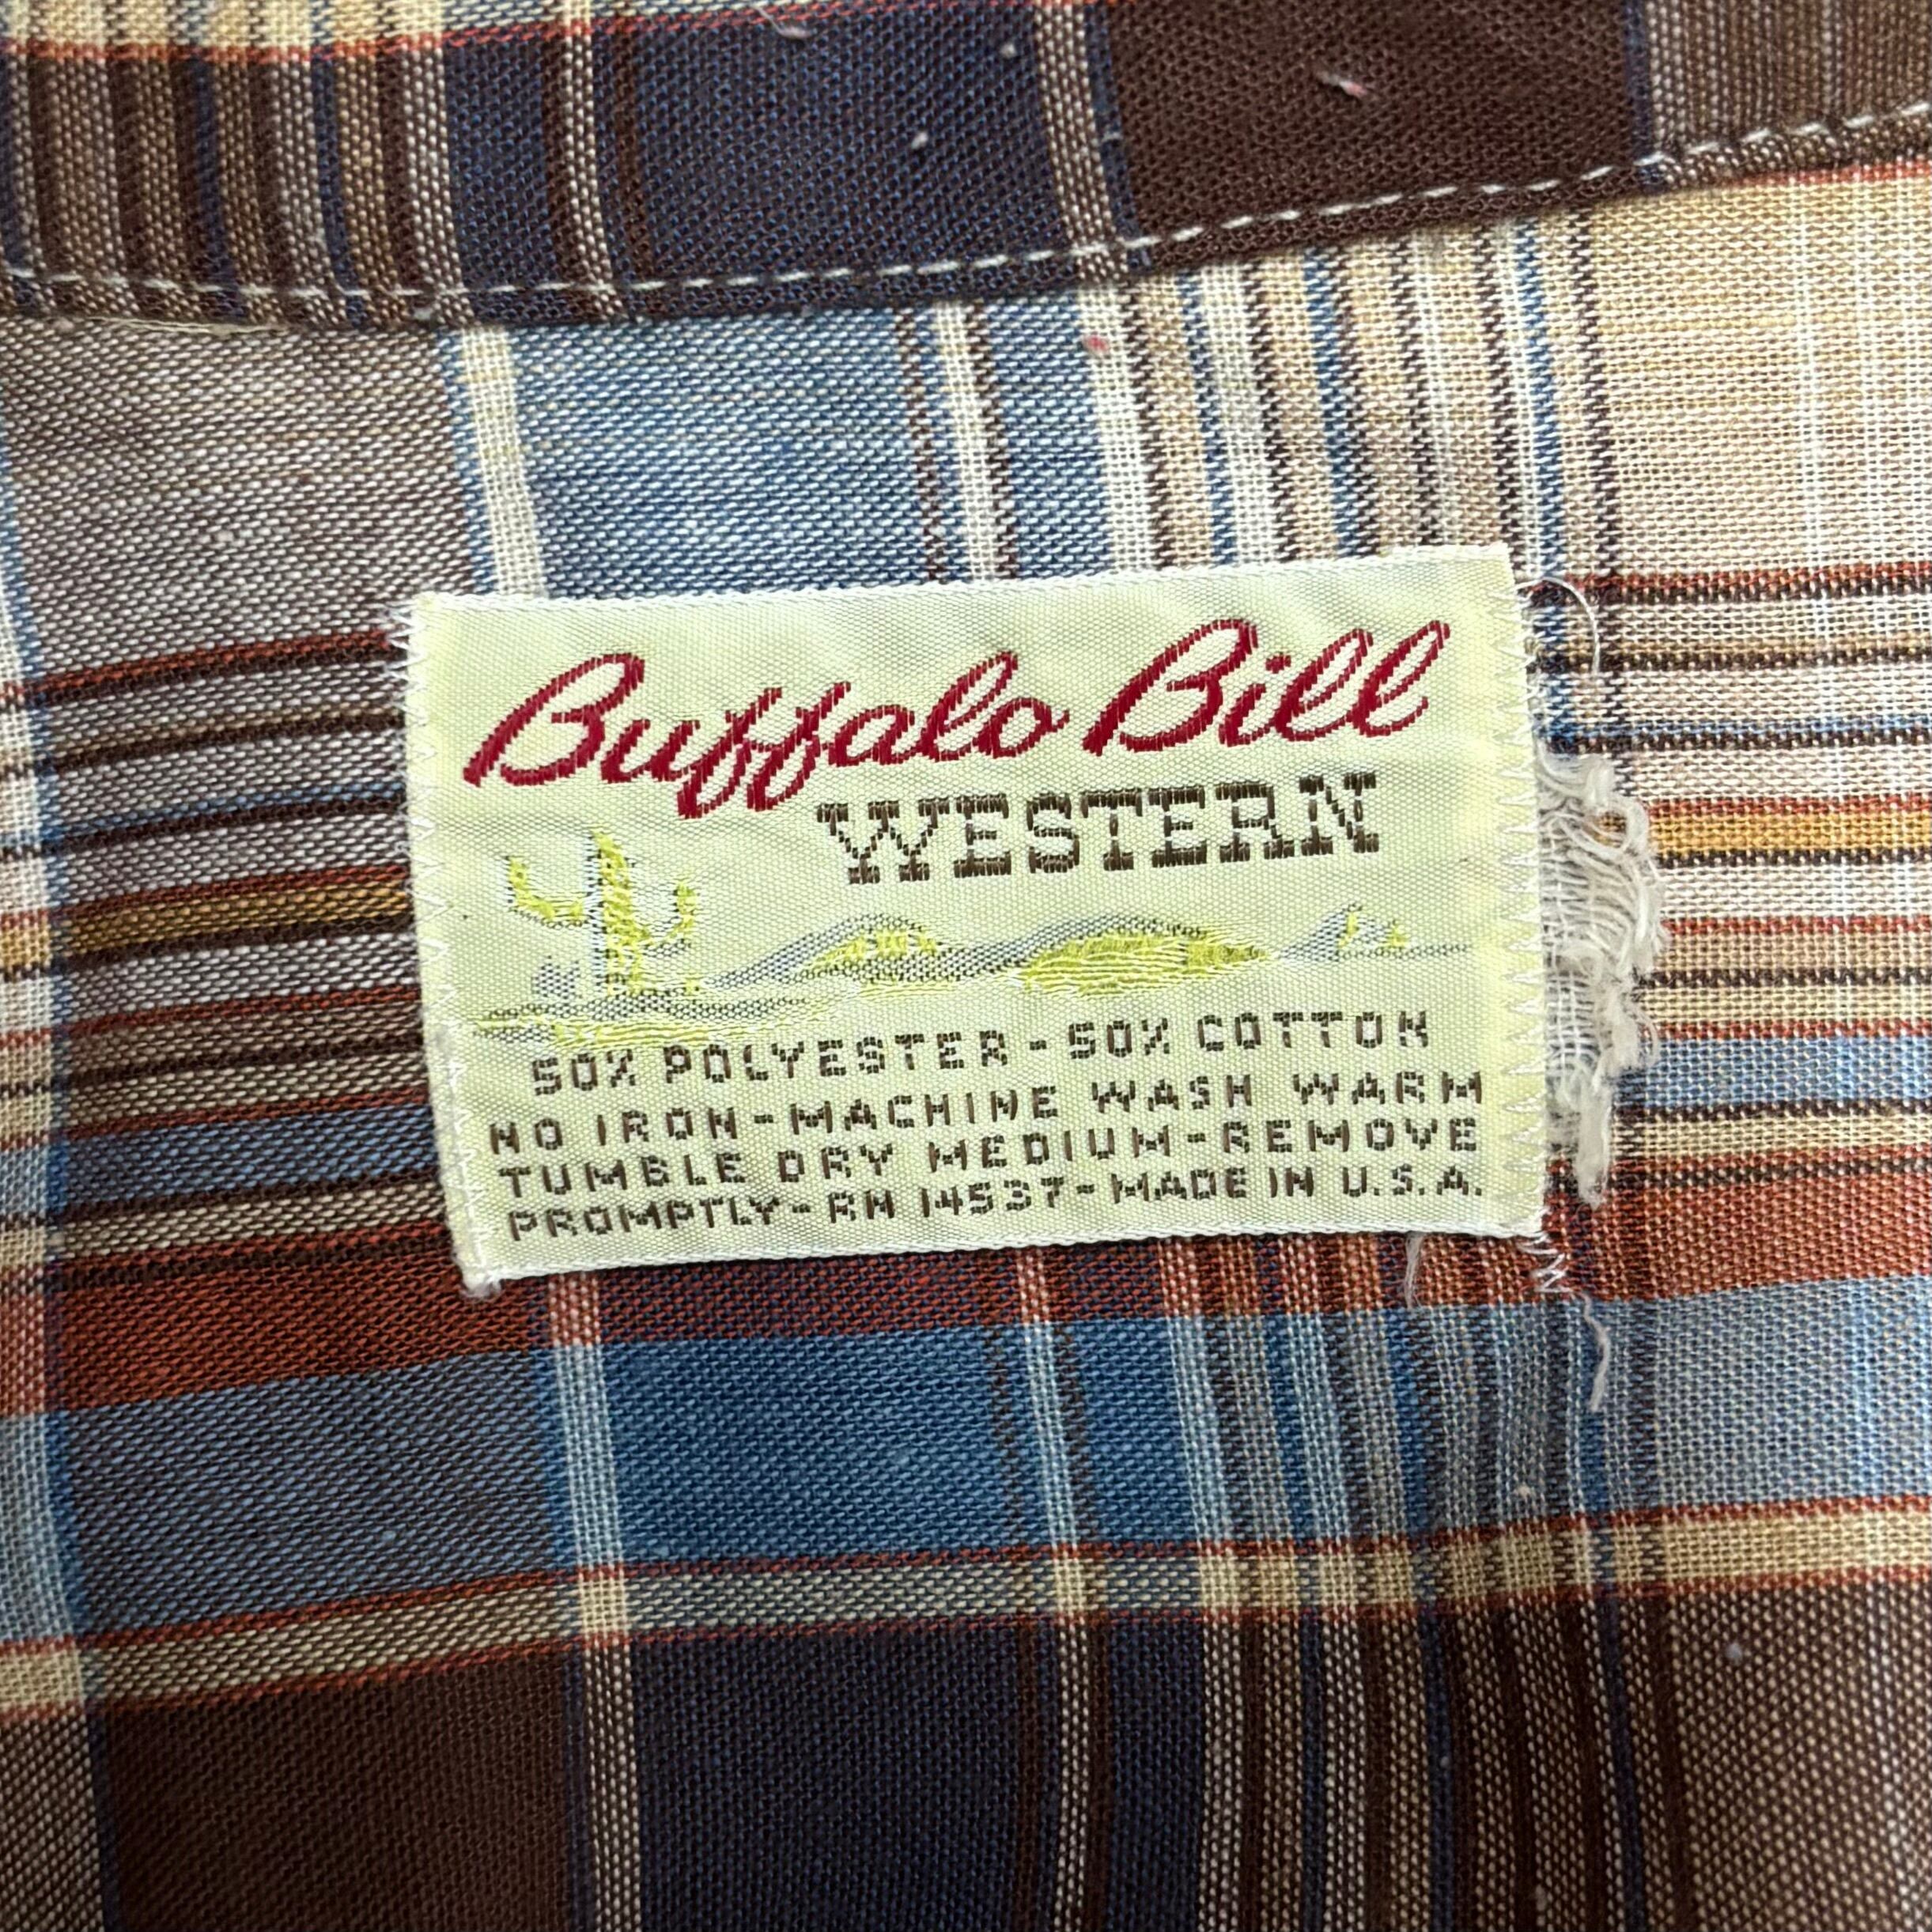 Buffalo Bill
WESTERN
50% POLYESTER - 50% COTTON
NO IRON - MACHINE WASH WARM
TUMBLE DRY MEDIUM - REMOVE
PROMPTLY - RN 14537 - MADE IN U.S.A.